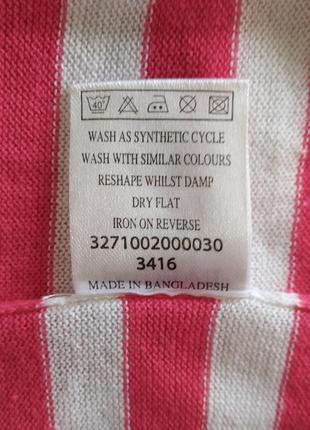 40°
WASH AS SYNTHETIC CYCLE
WASH WITH SIMILAR COLOURS
RESHAPE WHILST DAMP
DRY FLAT
IRON ON REVERSE
3271002000030
3416
MADE IN BANGLADESH